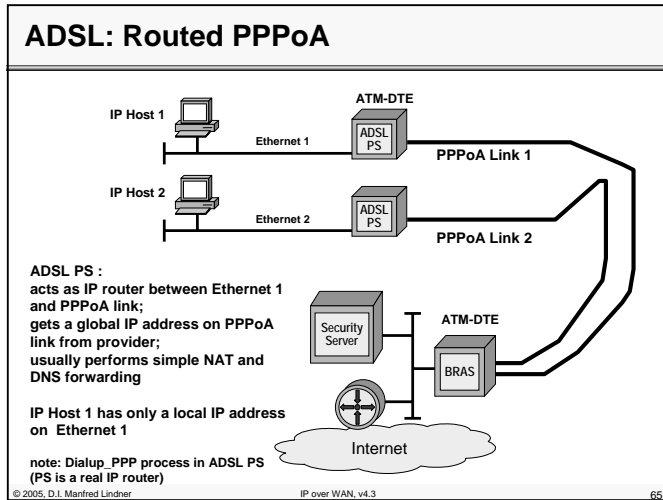 ADSL: Routed PPPoA
ATM-DTE
IP Host 1
Ethernet 1
ADSL
PS
PPPoA Link 1
IP Host 2
Ethernet 2
ADSL
PS
PPPoA Link 2
ADSL PS :
acts as IP router between Ethernet 1
and PPPoA link;
gets a global IP address on PPPoA
link from provider;
usually performs simple NAT and
DNS forwarding
IP Host 1 has only a local IP address
on Ethernet 1
note: Dialup_PPP process in ADSL PS
(PS is a real IP router)
Security
Server
ATM-DTE
BRAS
Internet
© 2005, D.I. Manfred Lindner
IP over WAN, v4.3
65